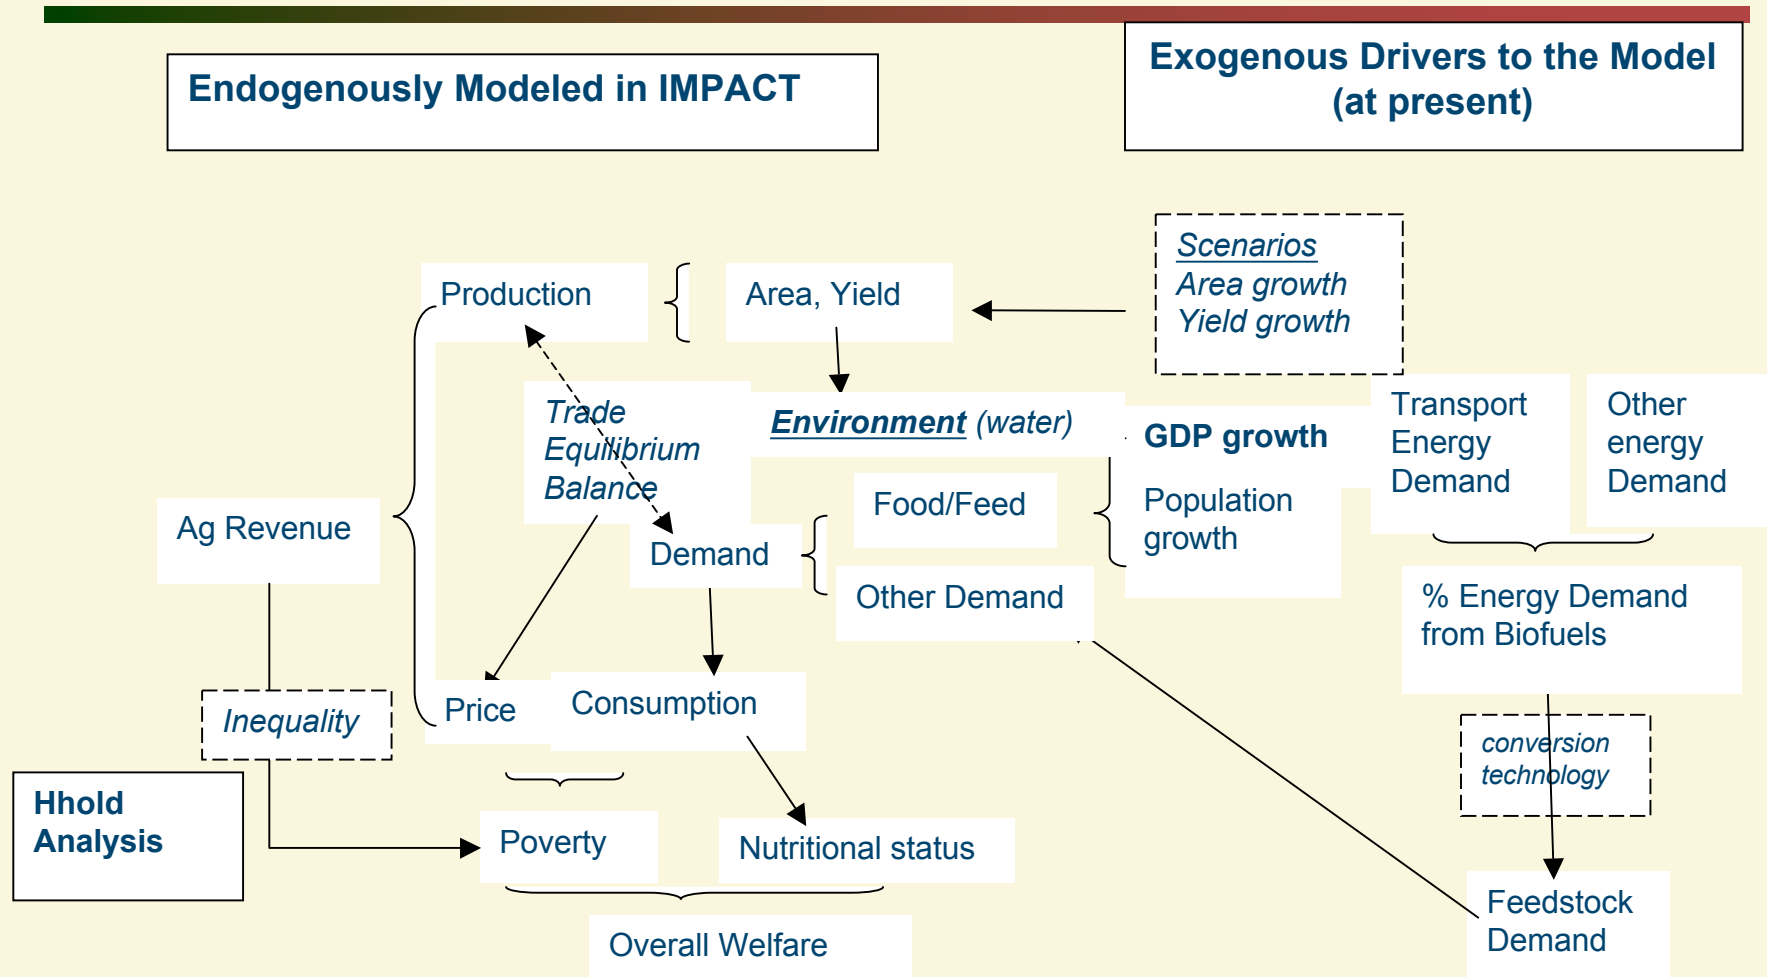 Endogenously Modeled in IMPACT
Exogenous Drivers to the Model
(at present)
Production
Area, Yield
Scenarios
Area growth
Yield growth
Trade
Equilibrium
Balance
Environment (water)
GDP growth
Population
growth
Transport
Energy
Demand
Other
energy
Demand
Ag Revenue
Food/Feed
Demand
Other Demand
% Energy Demand
from Biofuels
Inequality
Price
Consumption
conversion
technology
Hhold
Analysis
Poverty
Nutritional status
Feedstock
Demand
Overall Welfare